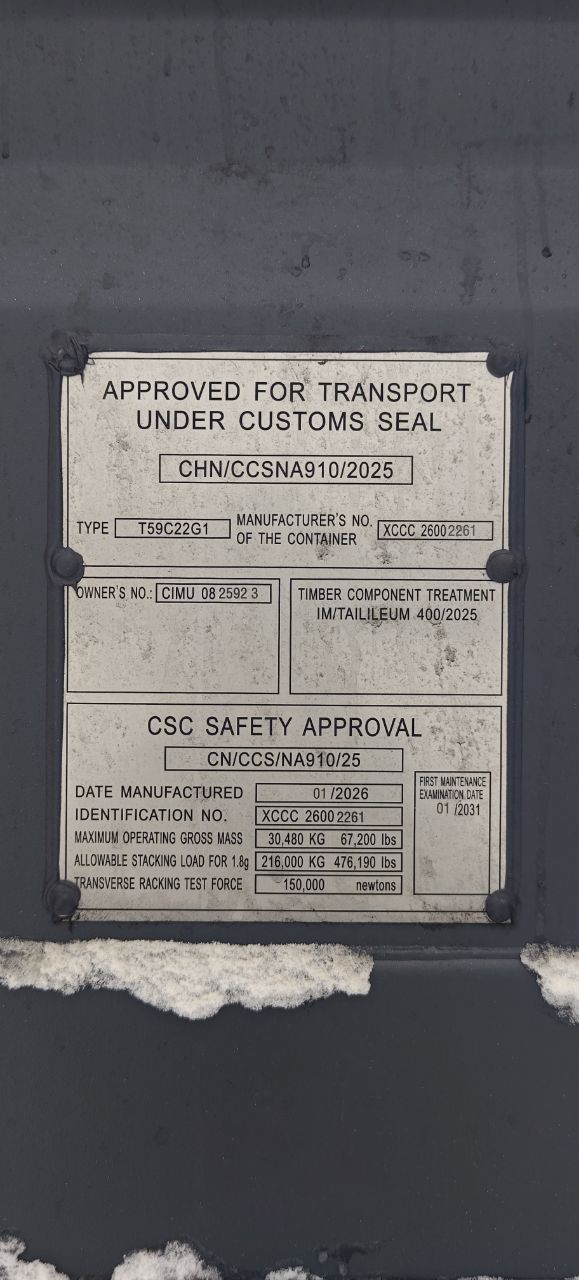 APPROVED FOR TRANSPORT
UNDER CUSTOMS SEAL
CHN/CCSNA910/2025
TYPE T59C22G1 MANUFACTURER'S NO. OF THE CONTAINER XCCC 26002261
OWNER'S NO.: CIMU 08 2592 3
TIMBER COMPONENT TREATMENT
IM/TAILILEUM 400/2025
CSC SAFETY APPROVAL
CN/CCS/NA910/25
DATE MANUFACTURED 01/2026
IDENTIFICATION NO. XCCC 26002261
MAXIMUM OPERATING GROSS MASS 30,480 KG 67,200 lbs
ALLOWABLE STACKING LOAD FOR 1.8g 216,000 KG 476,190 lbs
TRANSVERSE RACKING TEST FORCE 150,000 newtons
FIRST MAINTENANCE
EXAMINATION DATE
01 /2031